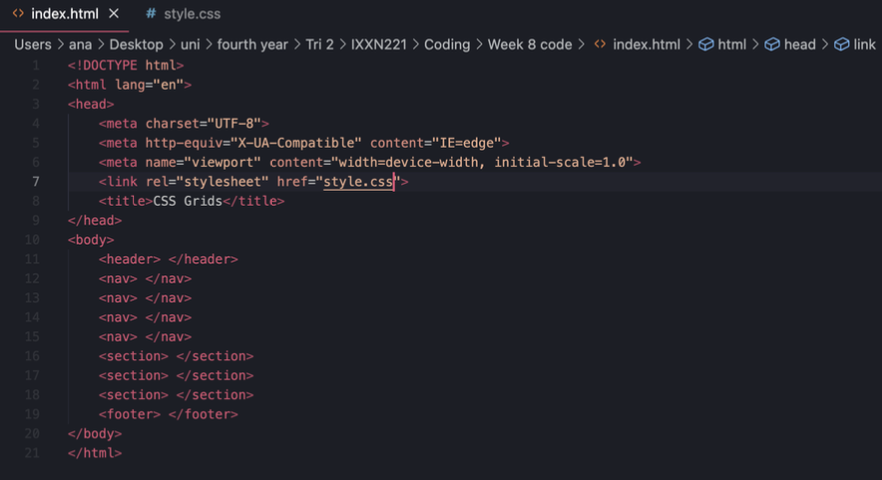 index.html
style.css
Users > ana > Desktop > uni > fourth year > Tri 2 > IXXN221 > Coding > Week 8 code > index.html > html > head > link
1 <!DOCTYPE html>
2 <html lang="en">
3 <head>
4 <meta charset="UTF-8">
5 <meta http-equiv="X-UA-Compatible" content="IE=edge">
6 <meta name="viewport" content="width=device-width, initial-scale=1.0">
7 <link rel="stylesheet" href="style.css">
8 <title>CSS Grids</title>
9 </head>
10 <body>
11 <header> </header>
12 <nav> </nav>
13 <nav> </nav>
14 <nav> </nav>
15 <nav> </nav>
16 <section> </section>
17 <section> </section>
18 <section> </section>
19 <footer> </footer>
20 </body>
21 </html>